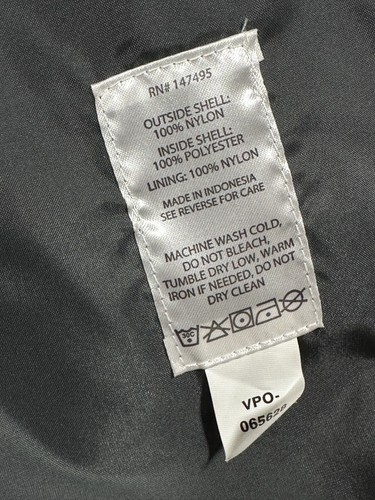 RN# 147495
OUTSIDE SHELL:
100% NYLON
INSIDE SHELL:
100% POLYESTER
LINING: 100% NYLON
MADE IN INDONESIA
SEE REVERSE FOR CARE
MACHINE WASH COLD,
DO NOT BLEACH,
TUMBLE DRY LOW, WARM
IRON IF NEEDED, DO NOT
DRY CLEAN
30C
VPO-